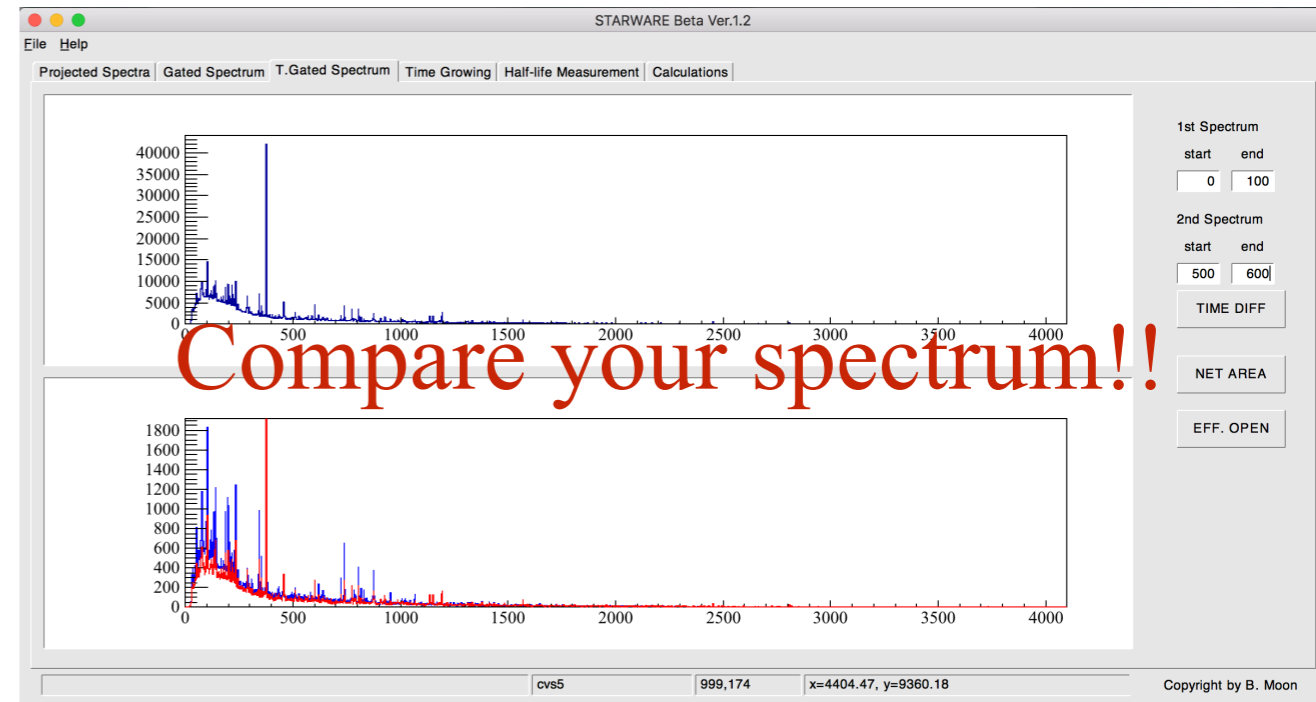 STARWARE Beta Ver.1.2
File Help
Projected Spectra Gated Spectrum T.Gated Spectrum Time Growing Half-life Measurement Calculations
40000
35000
30000
25000
20000
15000
10000
5000
0
0 500 1000 1500 2000 2500 3000 3500 4000
Compare your spectrum!!
1800
1600
1400
1200
1000
800
600
400
200
0
0 500 1000 1500 2000 2500 3000 3500 4000
1st Spectrum
start end
0 100
2nd Spectrum
start end
500 600
TIME DIFF
NET AREA
EFF. OPEN
cvs5 999,174 x=4404.47, y=9360.18 Copyright by B. Moon